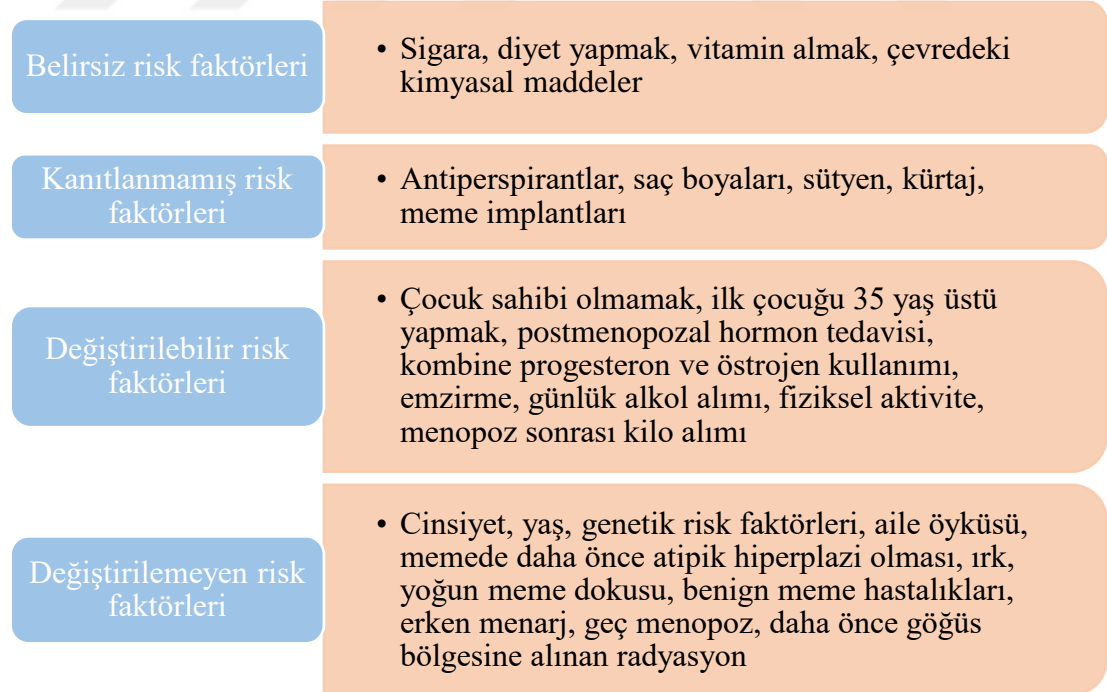 Belirsiz risk faktörleri
• Sigara, diyet yapmak, vitamin almak, çevredeki
kimyasal maddeler
Kanıtlanmamış risk
faktörleri
• Antiperspirantlar, saç boyaları, sütyen, kürtaj,
meme implantları
Değiştirilebilir risk
faktörleri
• Çocuk sahibi olmamak, ilk çocuğu 35 yaş üstü
yapmak, postmenopozal hormon tedavisi,
kombine progesteron ve östrojen kullanımı,
emzirme, günlük alkol alımı, fiziksel aktivite,
menopoz sonrası kilo alımı
Değiştirilemeyen risk
faktörleri
• Cinsiyet, yaş, genetik risk faktörleri, aile öyküsü,
memede daha önce atipik hiperplazi olması, ırk,
yoğun meme dokusu, benign meme hastalıkları,
erken menarj, geç menopoz, daha önce göğüs
bölgesine alınan radyasyon